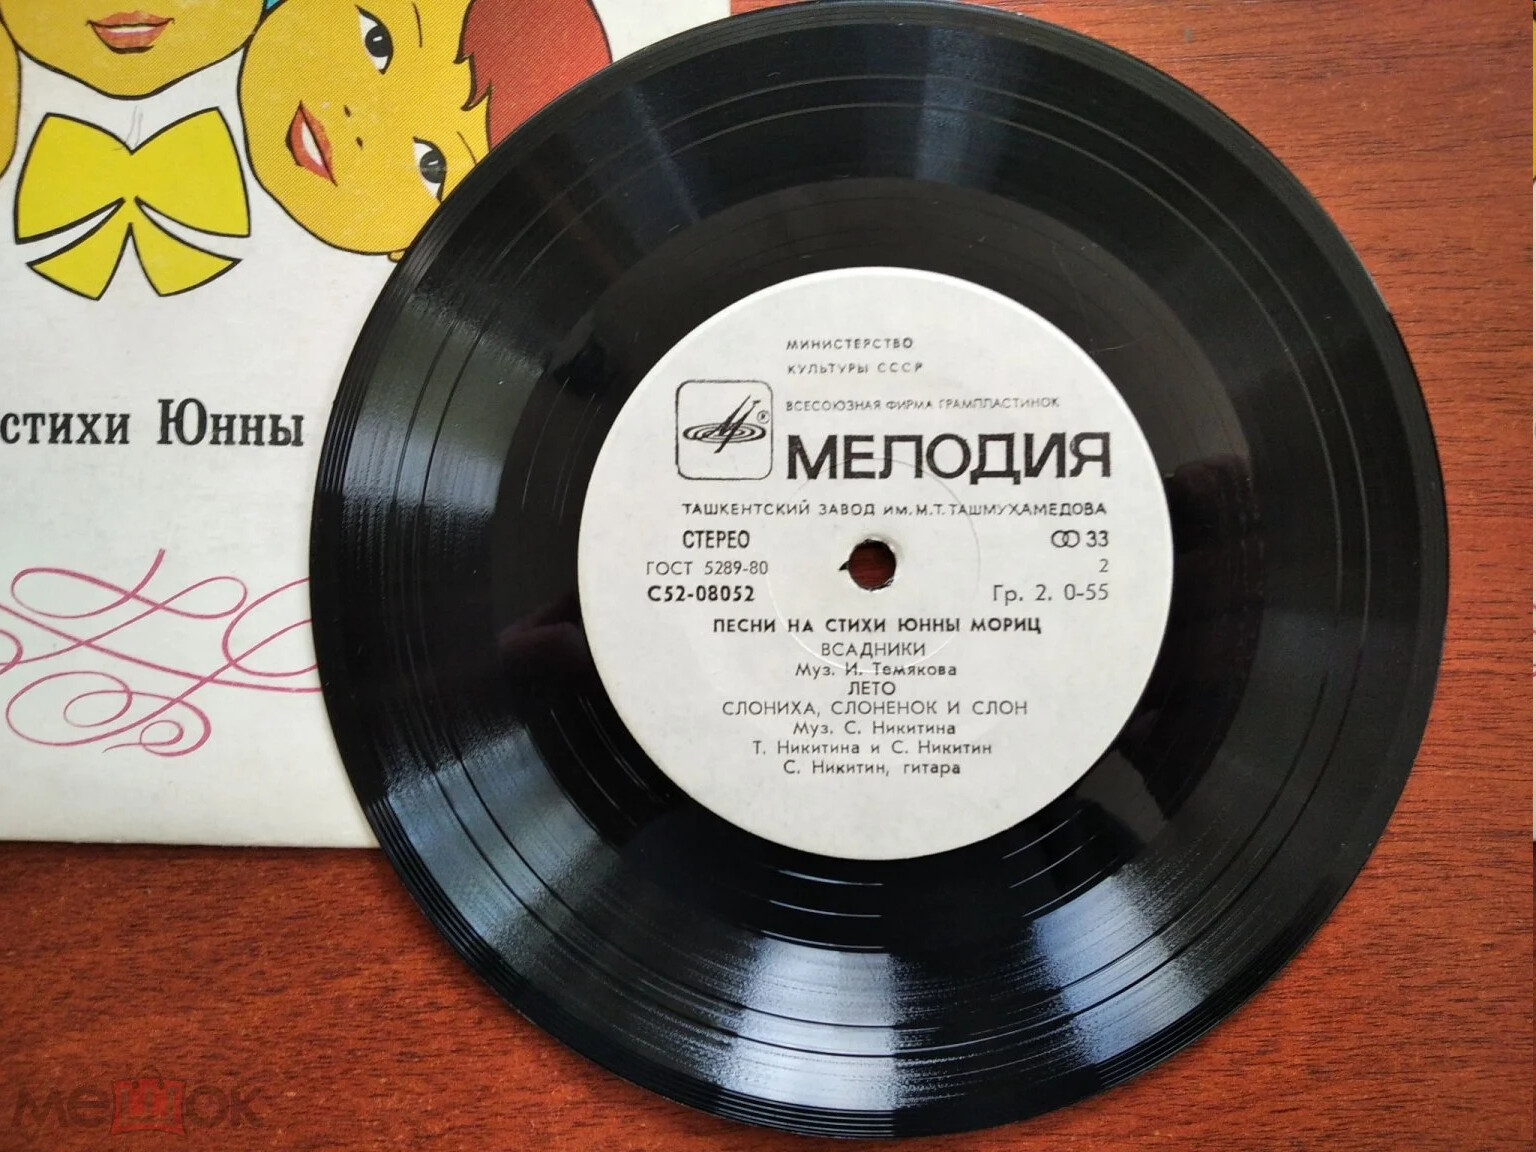 стихи Юнны
МИНИСТЕРСТВО
КУЛЬТУРЫ СССР
ВСЕСОЮЗНАЯ ФИРМА ГРАМПЛАСТИНОК
®
МЕЛОДИЯ
ТАШКЕНТСКИЙ ЗАВОД им. М.Т. ТАШМУХАМЕДОВА
СТЕРЕО 33
ГОСТ 5289-80 2
С52-08052 Гр. 2. 0-55
ПЕСНИ НА СТИХИ ЮННЫ МОРИЦ
ВСАДНИКИ
Муз. И. Темякова
ЛЕТО
СЛОНИХА, СЛОНЕНОК И СЛОН
Муз. С. Никитина
Т. Никитина и С. Никитин
С. Никитин, гитара
мешок